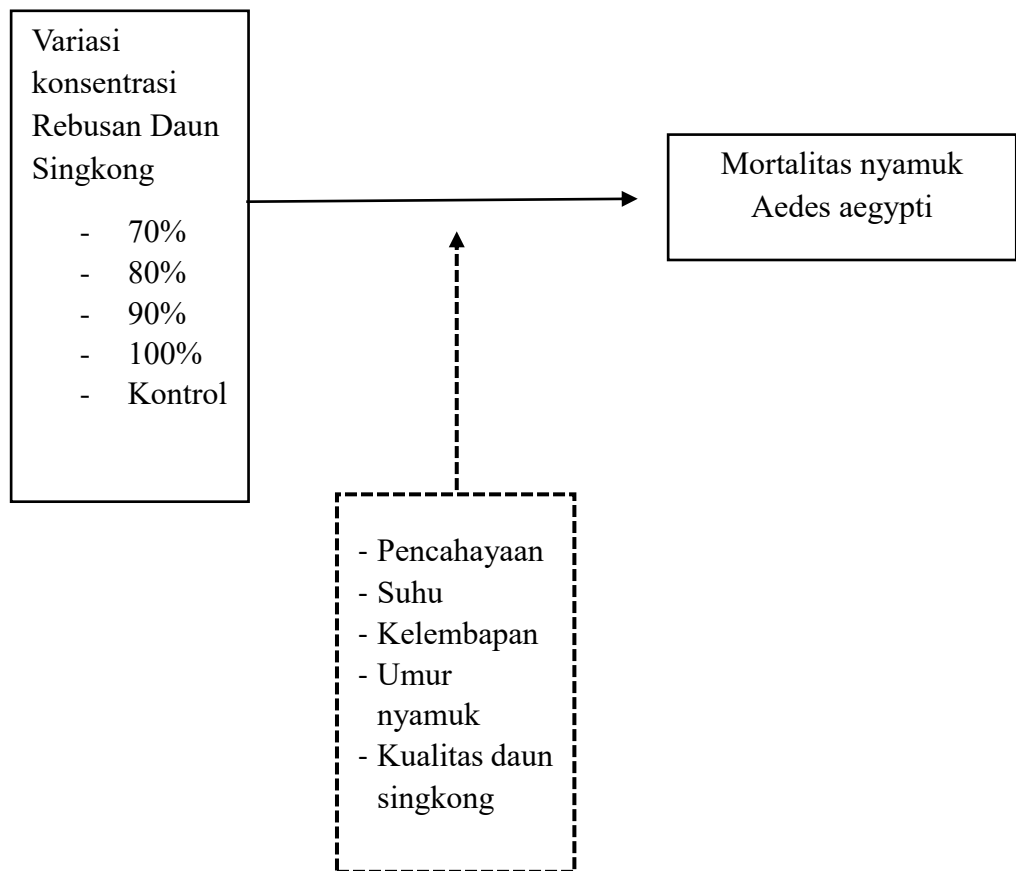 Variasi
konsentrasi
Rebusan Daun
Singkong
- 70%
- 80%
- 90%
- 100%
- Kontrol
Mortalitas nyamuk
Aedes aegypti
- Pencahayaan
- Suhu
- Kelembapan
- Umur
nyamuk
- Kualitas daun
singkong